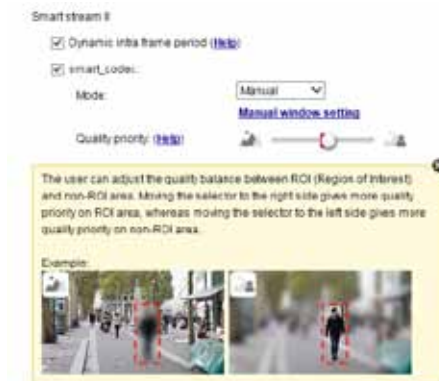 Smart stream II
Dynamic intra frame period (Help)
smart_codec:
Mode: Manual
Manual window setting
Quality priority: (Help)
The user can adjust the quality balance between ROI (Region of Interest)
and non-ROI area. Moving the selector to the right side gives more quality
priority on ROI area, whereas moving the selector to the left side gives more
quality priority on non-ROI area.
Example: